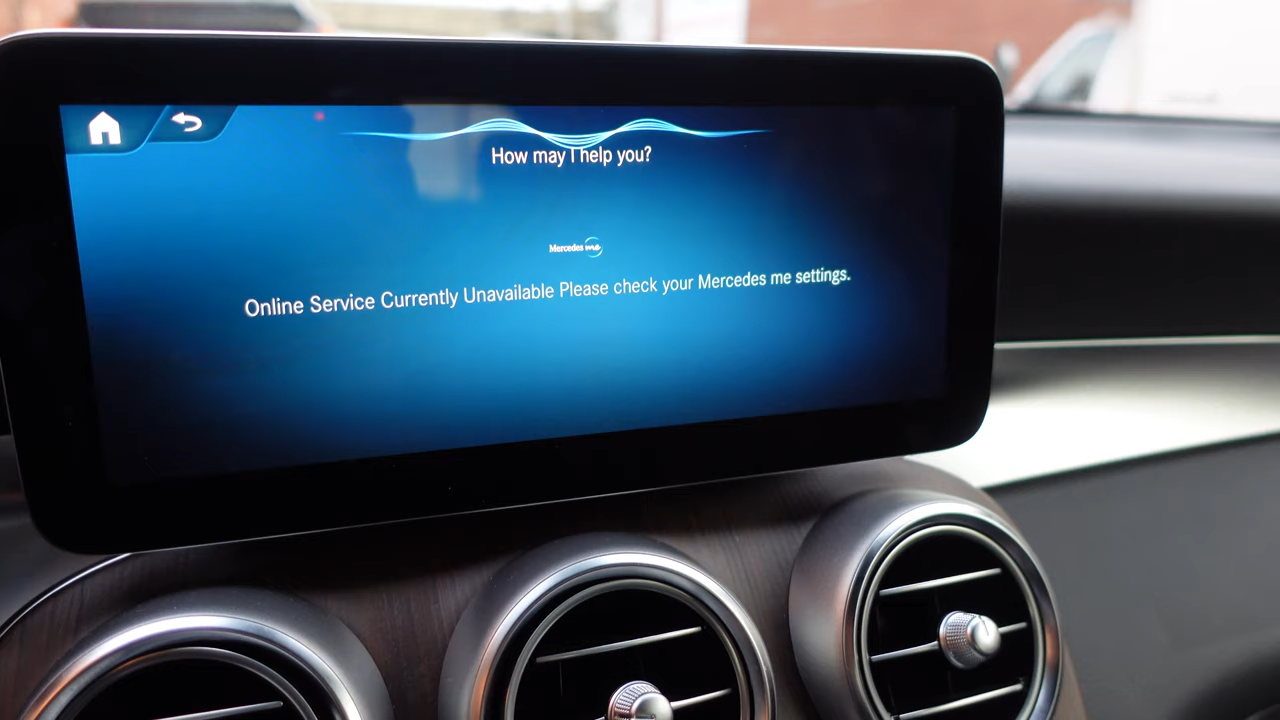 How may I help you?
Mercedes me
Online Service Currently Unavailable Please check your Mercedes me settings.